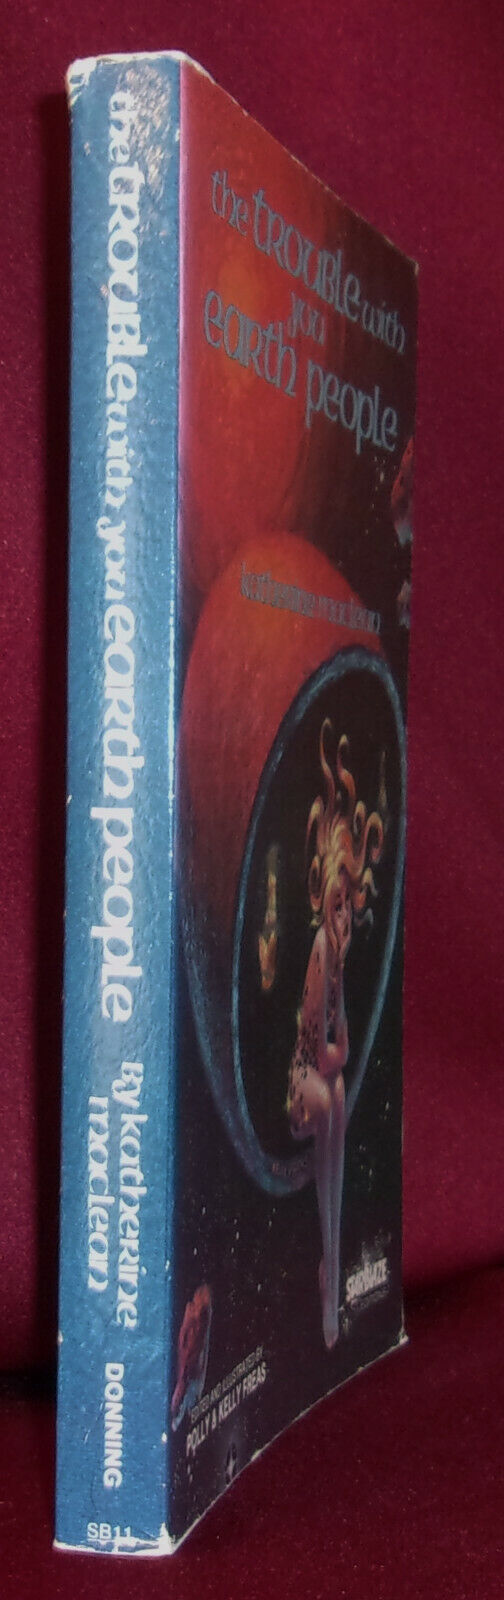 the TROUBLE with you EARTH people
By Katherine
maclean
DONNING
SB11
the TROUBLE with
you
EARTH people
katherine maclean
STARBLAZE
EDITED AND ILLUSTRATED BY
POLLY & KELLY FREAS